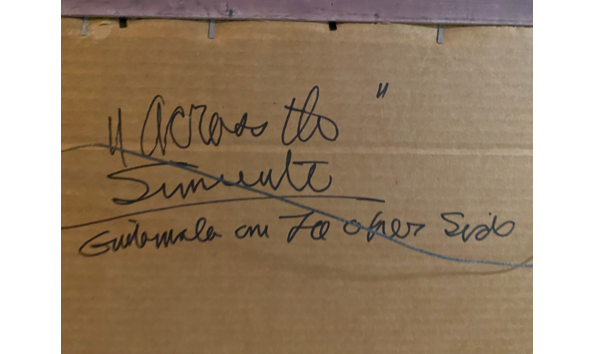 "Across the"
Guatemala on The other Side